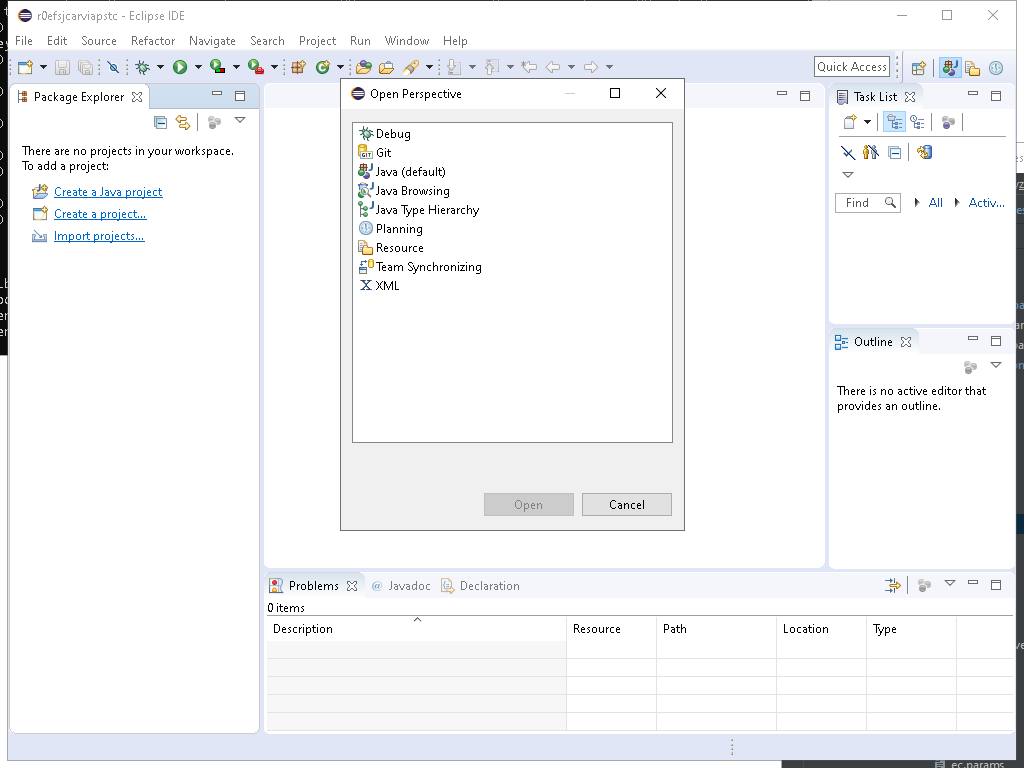 r0efsjcarviapstc - Eclipse IDE
File Edit Source Refactor Navigate Search Project Run Window Help
Quick Access
Package Explorer
There are no projects in your workspace.
To add a project:
Create a Java project
Create a project...
Import projects...
Open Perspective
Debug
Git
Java (default)
Java Browsing
Java Type Hierarchy
Planning
Resource
Team Synchronizing
XML
Open Cancel
Task List
Find All Activ...
Outline
There is no active editor that
provides an outline.
Problems @ Javadoc Declaration
0 items
Description Resource Path Location Type
ec.params